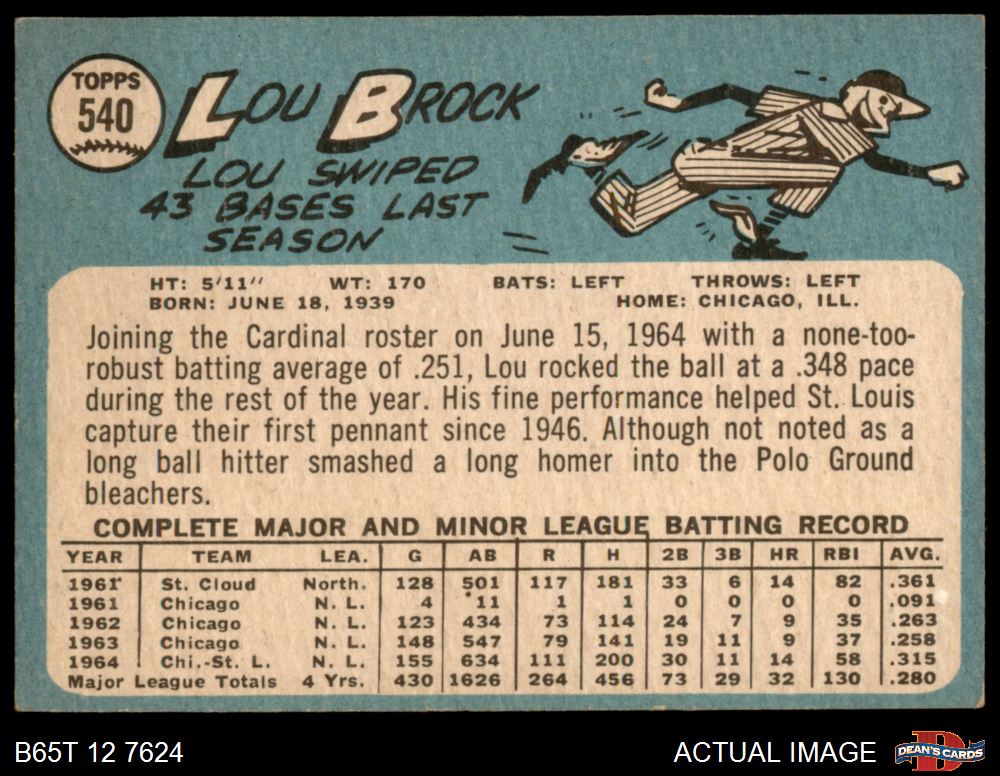 TOPPS
540
LOU BROCK
LOU SWIPED
43 BASES LAST
SEASON
HT: 5'11" WT: 170 BATS: LEFT THROWS: LEFT
BORN: JUNE 18, 1939 HOME: CHICAGO, ILL.
Joining the Cardinal roster on June 15, 1964 with a none-too-
robust batting average of .251, Lou rocked the ball at a .348 pace
during the rest of the year. His fine performance helped St. Louis
capture their first pennant since 1946. Although not noted as a
long ball hitter smashed a long homer into the Polo Ground
bleachers.
COMPLETE MAJOR AND MINOR LEAGUE BATTING RECORD
YEAR TEAM LEA. G AB R H 2B 3B HR RBI AVG.
1961 St. Cloud North. 128 501 117 181 33 6 14 82 .361
1961 Chicago N. L. 4 11 1 1 0 0 0 0 .091
1962 Chicago N. L. 123 434 73 114 24 7 9 35 .263
1963 Chicago N. L. 148 547 79 141 19 11 9 37 .258
1964 Chi.-St. L. N. L. 155 634 111 200 30 11 14 58 .315
Major League Totals 4 Yrs. 430 1626 264 456 73 29 32 130 .280
B65T 12 7624 ACTUAL IMAGE DEAN'S CARDS